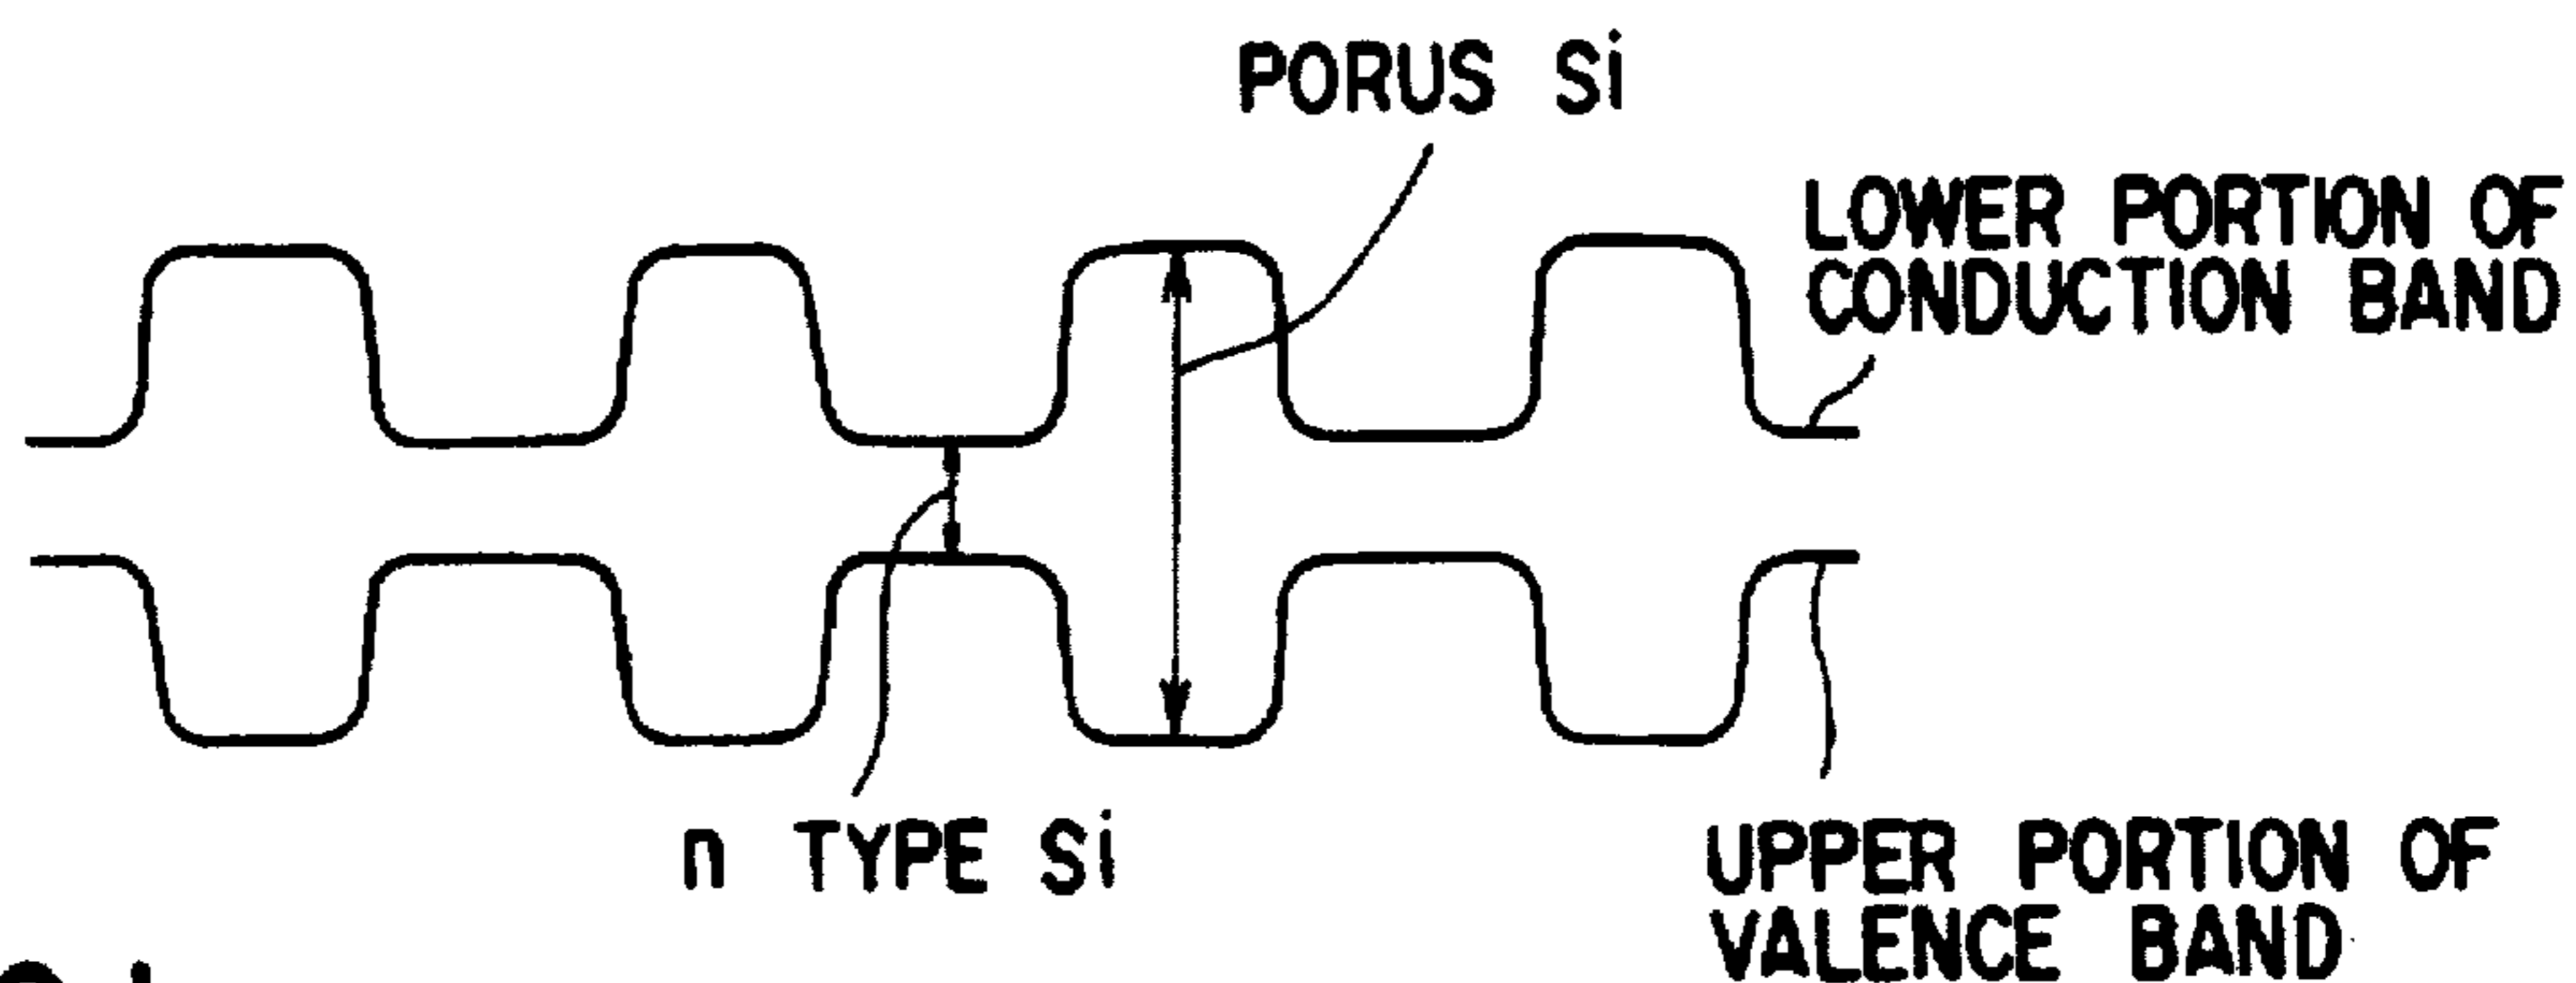 PORUS Si
LOWER PORTION OF
CONDUCTION BAND
n TYPE Si
UPPER PORTION OF
VALENCE BAND